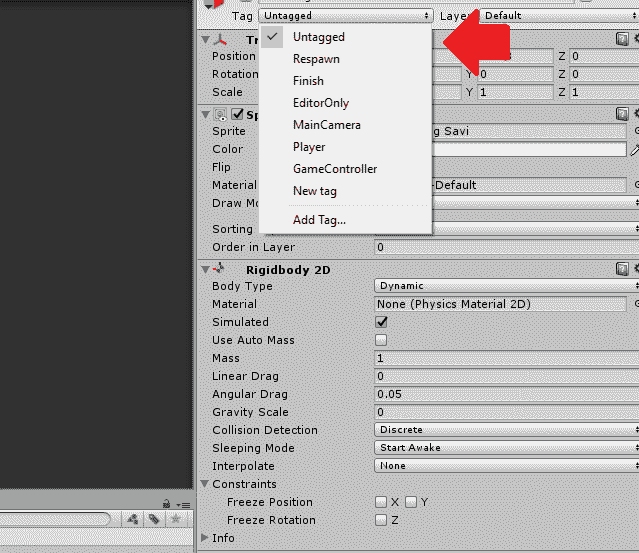 Tag Untagged Layer Default
Untagged
Respawn
Finish
EditorOnly
MainCamera
Player
GameController
New tag
Add Tag...
Tr
Position Z 0
Rotation Y 0 Z 0
Scale Y 1 Z 1
Sp
Sprite g Savi
Color
Flip
Material -Default
Draw Mo
Sorting
Order in Layer 0
Rigidbody 2D
Body Type Dynamic
Material None (Physics Material 2D)
Simulated
Use Auto Mass
Mass 1
Linear Drag 0
Angular Drag 0.05
Gravity Scale 0
Collision Detection Discrete
Sleeping Mode Start Awake
Interpolate None
Constraints
Freeze Position X Y
Freeze Rotation Z
Info